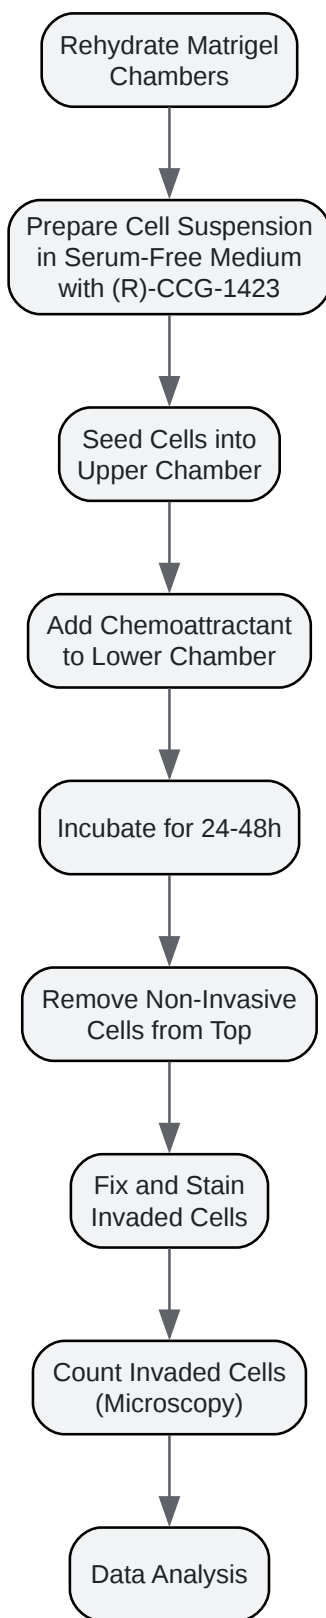 Rehydrate Matrigel
Chambers
Prepare Cell Suspension
in Serum-Free Medium
with (R)-CCG-1423
Seed Cells into
Upper Chamber
Add Chemoattractant
to Lower Chamber
Incubate for 24-48h
Remove Non-Invasive
Cells from Top
Fix and Stain
Invaded Cells
Count Invaded Cells
(Microscopy)
Data Analysis